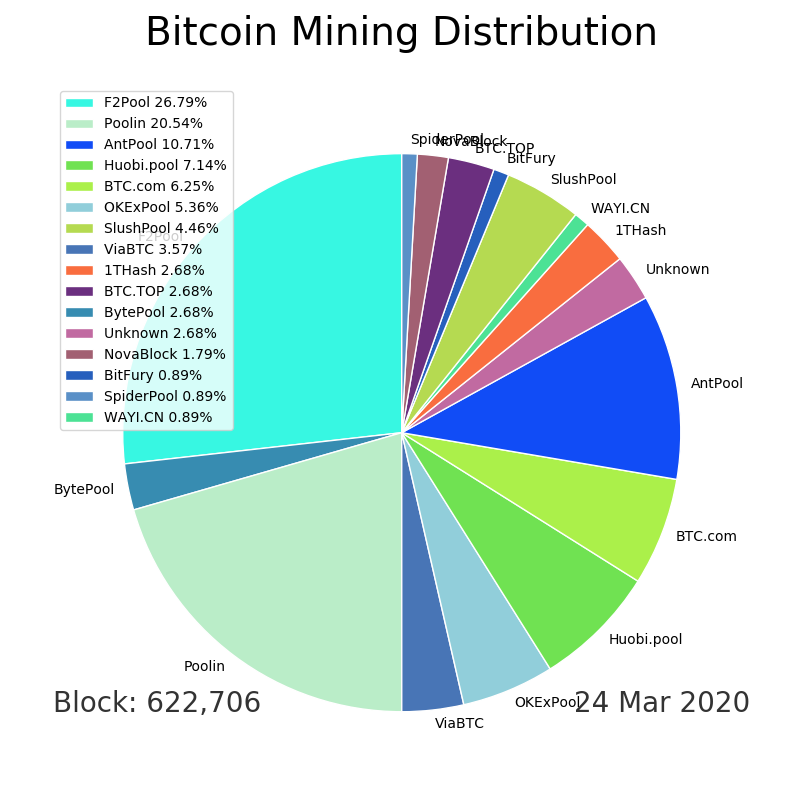 Bitcoin Mining Distribution
F2Pool 26.79%
Poolin 20.54%
AntPool 10.71%
Huobi.pool 7.14%
BTC.com 6.25%
OKExPool 5.36%
SlushPool 4.46%
ViaBTC 3.57%
1THash 2.68%
BTC.TOP 2.68%
BytePool 2.68%
Unknown 2.68%
NovaBlock 1.79%
BitFury 0.89%
SpiderPool 0.89%
WAYI.CN 0.89%
SpiderPool
NovaBlock
BTC.TOP
BitFury
SlushPool
WAYI.CN
1THash
F2Pool
Unknown
AntPool
BytePool
BTC.com
Huobi.pool
Poolin
OKExPool
ViaBTC
Block: 622,706
24 Mar 2020